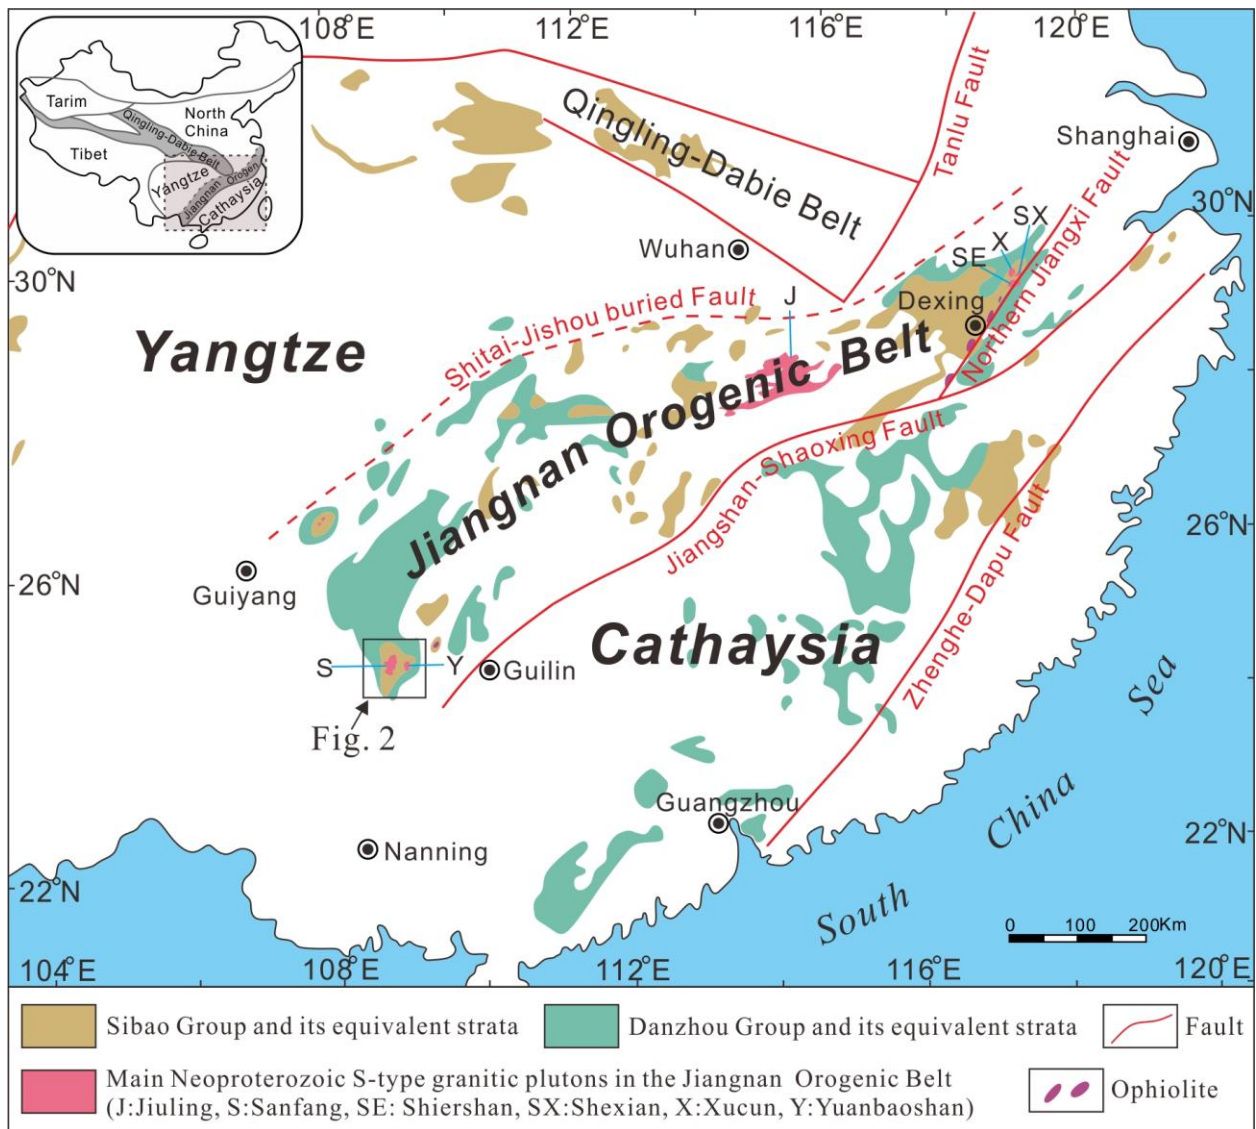 108°E
112°E
116°E
120°E
Tarim
North
China
Qingling-Dabie-Belt
Tibet
Yangtze
Jiangnan Orogen
Cathaysia
Qingling-Dabie Belt
Tanlu Fault
Shanghai
30°N
Wuhan
SX
X
SE
Northern Jiangxi Fault
30°N
Dexing
J
Shitai-Jishou buried Fault
Yangtze
Jiangnan Orogenic Belt
Jiangshan-Shaoxing Fault
Zhenghe-Dapu Fault
26°N
Guiyang
26°N
Cathaysia
S
Y
Guilin
Fig. 2
Guangzhou
Nanning
22°N
22°N
South China Sea
0 100 200Km
104°E
108°E
112°E
116°E
120°E
Sibao Group and its equivalent strata
Danzhou Group and its equivalent strata
Fault
Main Neoproterozoic S-type granitic plutons in the Jiangnan Orogenic Belt
(J:Jiuling, S:Sanfang, SE: Shiershan, SX:Shexian, X:Xucun, Y:Yuanbaoshan)
Ophiolite